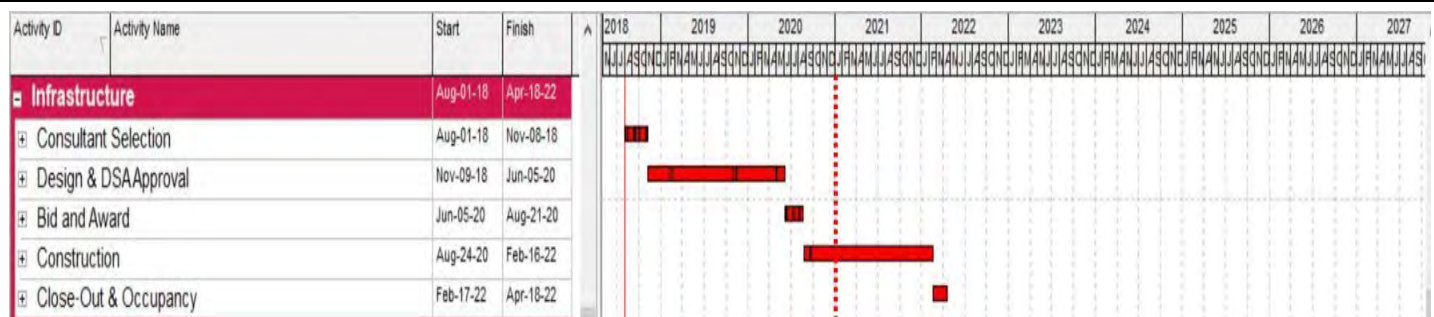 Activity ID Activity Name Start Finish 2018 2019 2020 2021 2022 2023 2024 2025 2026 2027
Infrastructure Aug-01-18 Apr-18-22
Consultant Selection Aug-01-18 Nov-08-18
Design & DSA Approval Nov-09-18 Jun-05-20
Bid and Award Jun-05-20 Aug-21-20
Construction Aug-24-20 Feb-16-22
Close-Out & Occupancy Feb-17-22 Apr-18-22